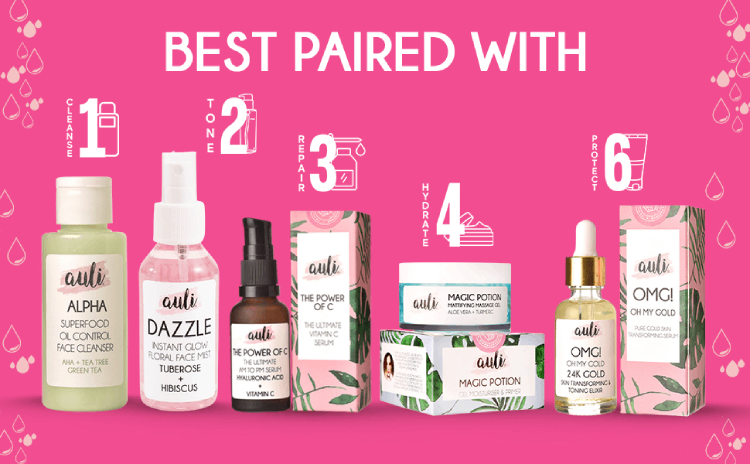 BEST PAIRED WITH
CLEANSE
1
TONE
2
REPAIR
3
HYDRATE
4
PROTECT
6
auli
ALPHA
SUPERFOOD
OIL CONTROL
FACE CLEANSER
AHA + TEA TREE
GREEN TEA
auli
DAZZLE
INSTANT GLOW
FLORAL FACE MIST
TUBEROSE
+
HIBISCUS
auli
THE POWER OF C
THE ULTIMATE
AM TO PM SERUM
HYALURONIC ACID
+
VITAMIN C
auli
THE POWER
OF C
THE ULTIMATE
VITAMIN C
SERUM
auli
MAGIC POTION
MATTIFYING MASSAGE GEL
ALOE VERA + TURMERIC
auli
MAGIC POTION
GEL MOISTURISER & PRIMER
auli
OMG!
OH MY GOLD
24K GOLD
SKIN TRANSFORMING &
TONING ELIXIR
auli
OMG!
OH MY GOLD
PURE GOLD SKIN
TRANSFORMING SERUM